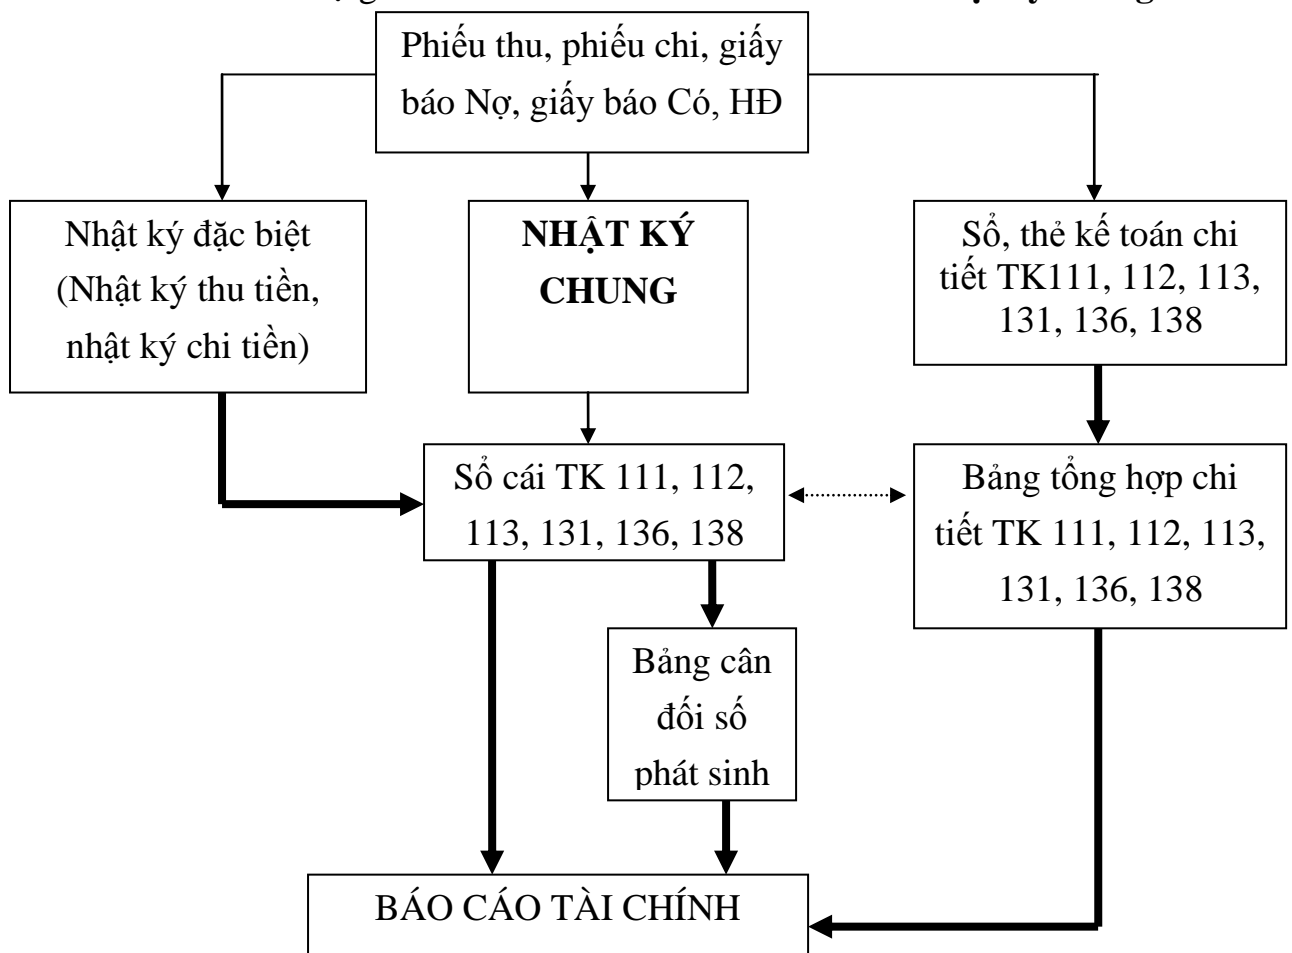 Phiếu thu, phiếu chi, giấy
báo Nợ, giấy báo Có, HĐ
Nhật ký đặc biệt
(Nhật ký thu tiền,
nhật ký chi tiền)
NHẬT KÝ
CHUNG
Sổ, thẻ kế toán chi
tiết TK111, 112, 113,
131, 136, 138
Sổ cái TK 111, 112,
113, 131, 136, 138
Bảng tổng hợp chi
tiết TK 111, 112, 113,
131, 136, 138
Bảng cân
đối số
phát sinh
BÁO CÁO TÀI CHÍNH